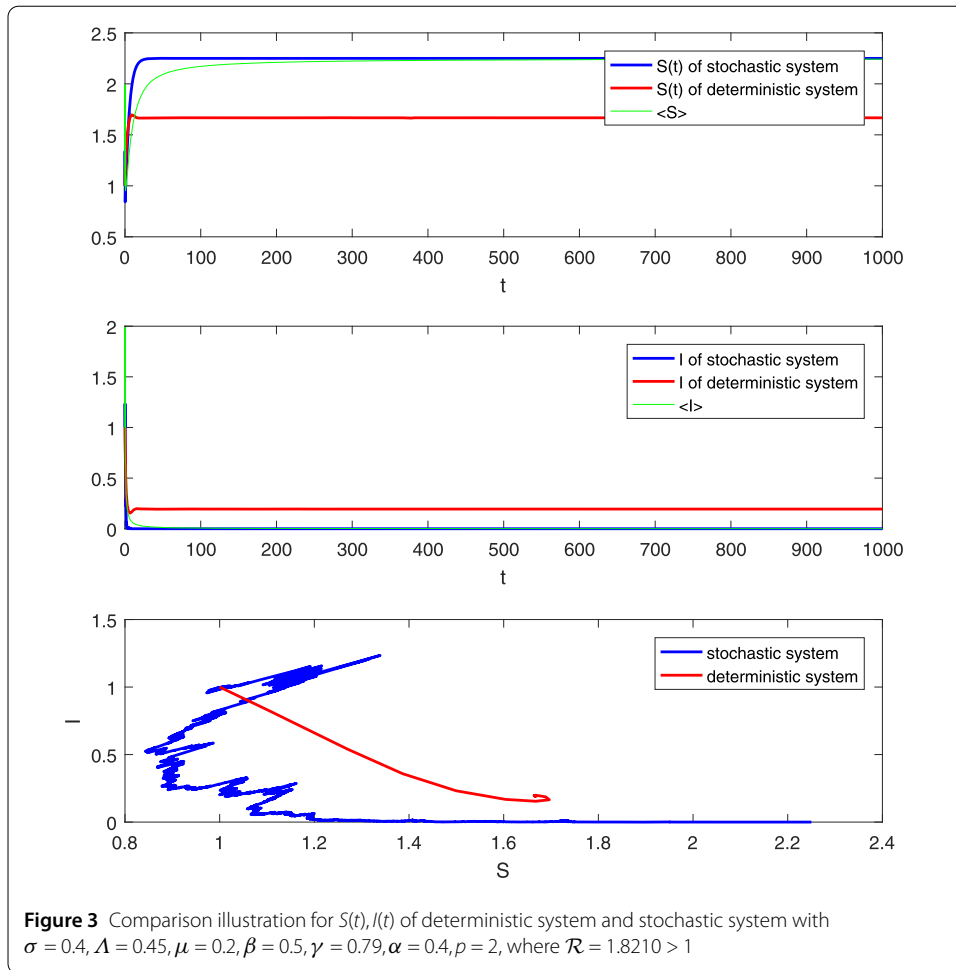 2.5
2
1.5
1
0.5
S(t) of stochastic system
S(t) of deterministic system
<S>
0 100 200 300 400 500 600 700 800 900 1000
t
2
1.5
1
0.5
0
I of stochastic system
I of deterministic system
<I>
0 100 200 300 400 500 600 700 800 900 1000
t
1.5
1
0.5
0
I
stochastic system
deterministic system
0.8 1 1.2 1.4 1.6 1.8 2 2.2 2.4
S
Figure 3 Comparison illustration for S(t), I(t) of deterministic system and stochastic system with
σ = 0.4, Λ = 0.45, μ = 0.2, β = 0.5, γ = 0.79, α = 0.4, p = 2, where ℛ = 1.8210 > 1